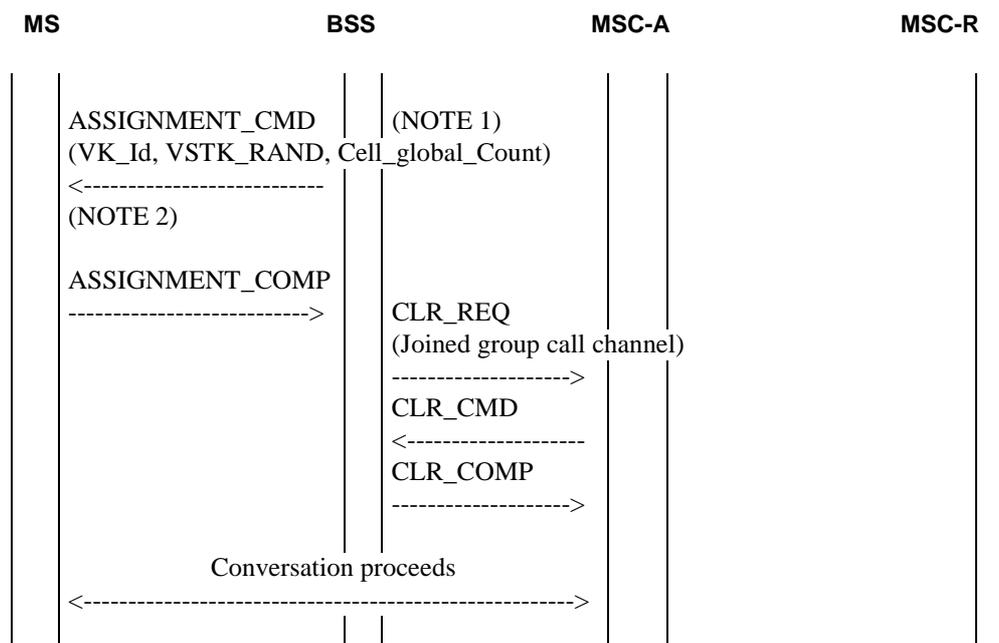 MS BSS MSC-A MSC-R
ASSIGNMENT_CMD (NOTE 1)
(VK_Id, VSTK_RAND, Cell_global_Count)
<---------------------------
(NOTE 2)
ASSIGNMENT_COMP
---------------------------> CLR_REQ
(Joined group call channel)
-------------------->
CLR_CMD
<--------------------
CLR_COMP
-------------------->
Conversation proceeds
<------------------------------------------------------->